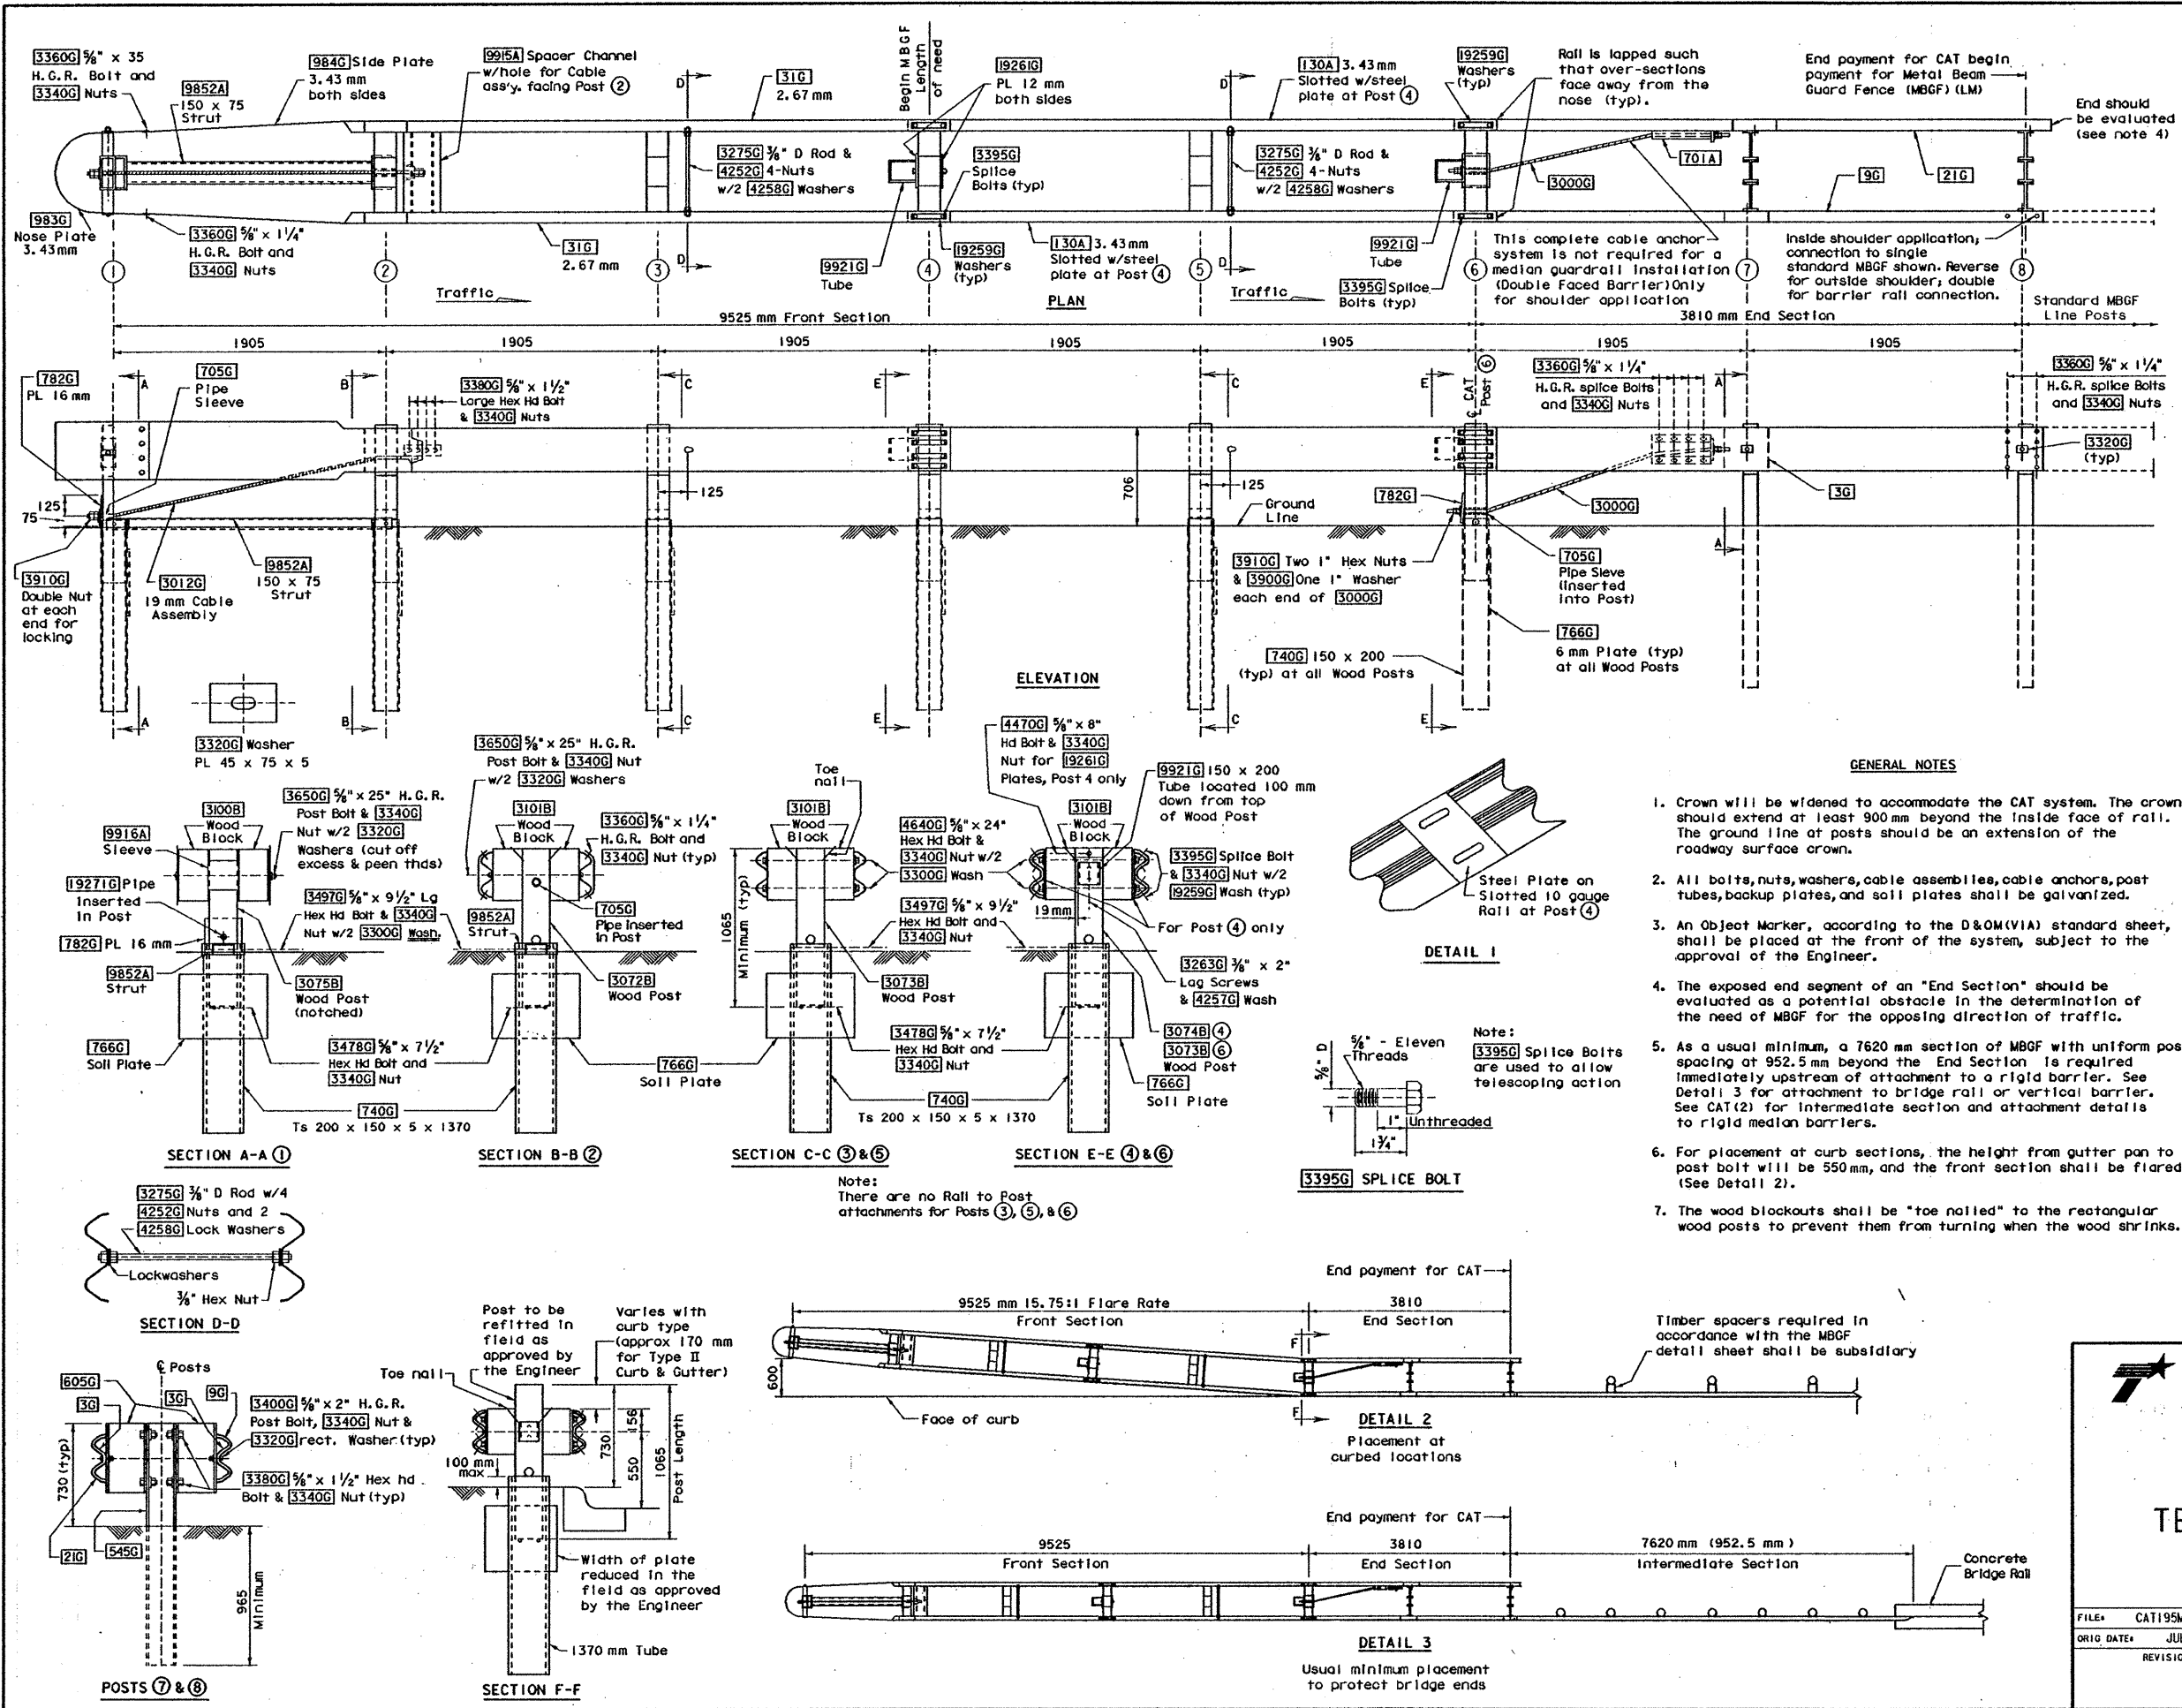 3360G 5/8" x 35
H.G.R. Bolt and
3340G Nuts
9852A
150 x 75
Strut
984G Side Plate
3.43 mm
both sides
9915A Spacer Channel
w/hole for Cable
ass'y. facing Post 2
D
31G
2.67 mm
Begin MBGF
Length
of need
19261G
PL 12 mm
both sides
130A 3.43 mm
Slotted w/steel
plate at Post 4
D
19259G
Washers
(typ)
Rail is lapped such
that over-sections
face away from the
nose (typ).
End payment for CAT begin
payment for Metal Beam
Guard Fence (MBGF) (LM)
End should
be evaluated
(see note 4)
3275G 3/8" D Rod &
4252G 4-Nuts
w/2 4258G Washers
3395G
Splice
Bolts (typ)
3275G 3/8" D Rod &
4252G 4-Nuts
w/2 4258G Washers
701A
3000G
9G
21G
983G
Nose Plate
3.43mm
3360G 5/8" x 1 1/4"
H.G.R. Bolt and
3340G Nuts
31G
2.67 mm
D
9921G
Tube
19259G
Washers
(typ)
130A 3.43 mm
Slotted w/steel
plate at Post 4
D
9921G
Tube
3395G Splice
Bolts (typ)
This complete cable anchor
system is not required for a
median guardrail installation
(Double Faced Barrier)Only
for shoulder application
Inside shoulder application;
connection to single
standard MBGF shown. Reverse
for outside shoulder; double
for barrier rail connection.
1
2
3
4
5
6
7
8
Traffic
PLAN
Traffic
Standard MBGF
Line Posts
9525 mm Front Section
3810 mm End Section
1905
1905
1905
1905
1905
1905
1905
782G
PL 16 mm
A
705G
Pipe
Sleeve
B
3380G 5/8" x 1 1/2"
Large Hex Hd Bolt
& 3340G Nuts
C
E
C
E
CL CAT
Post 6
3360G 5/8" x 1 1/4"
H.G.R. splice Bolts
and 3340G Nuts
A
3360G 5/8" x 1 1/4"
H.G.R. splice Bolts
and 3340G Nuts
3320G
(typ)
125
75
125
706
125
Ground
Line
782G
3000G
3G
A
3910G
Double Nut
at each
end for
locking
3012G
19 mm Cable
Assembly
9852A
150 x 75
Strut
3910G Two 1" Hex Nuts
& 3900G One 1" Washer
each end of 3000G
705G
Pipe Sleve
(inserted
into Post)
766G
6 mm Plate (typ)
at all Wood Posts
740G 150 x 200
(typ) at all Wood Posts
ELEVATION
A
B
C
E
C
E
3320G Washer
PL 45 x 75 x 5
3650G 5/8" x 25" H.G.R.
Post Bolt & 3340G
Nut w/2 3320G
Washers (cut off
excess & peen thds)
3100B
Wood
Block
9916A
Sleeve
19271G Pipe
Inserted
In Post
3497G 5/8" x 9 1/2" Lg
Hex Hd Bolt & 3340G
Nut w/2 3300G Wash.
782G PL 16 mm
9852A
Strut
3075B
Wood Post
(notched)
766G
Soil Plate
3478G 5/8" x 7 1/2"
Hex Hd Bolt and
3340G Nut
740G
Ts 200 x 150 x 5 x 1370
SECTION A-A 1
3650G 5/8" x 25" H.G.R.
Post Bolt & 3340G Nut
w/2 3320G Washers
3101B
Wood
Block
3360G 5/8" x 1 1/4"
H.G.R. Bolt and
3340G Nut (typ)
9852A
Strut
705G
Pipe Inserted
In Post
3072B
Wood Post
766G
Soil Plate
SECTION B-B 2
Toe
nail
3101B
Wood
Block
1065
Minimum (typ)
4640G 5/8" x 24"
Hex Hd Bolt &
3340G Nut w/2
3300G Wash
3497G 5/8" x 9 1/2"
Hex Hd Bolt and
3340G Nut
3073B
Wood Post
3478G 5/8" x 7 1/2"
Hex Hd Bolt and
3340G Nut
740G
Ts 200 x 150 x 5 x 1370
SECTION C-C 3 & 5
Note:
There are no Rail to Post
attachments for Posts 3, 5, & 6
4470G 5/8" x 8"
Hd Bolt & 3340G
Nut for 19261G
Plates, Post 4 only
3101B
Wood
Block
9921G 150 x 200
Tube located 100 mm
down from top
of Wood Post
3395G Splice Bolt
& 3340G Nut w/2
19259G Wash (typ)
19mm
For Post 4 only
3263G 3/8" x 2"
Lag Screws
& 4257G Wash
3074B 4
3073B 6
Wood Post
766G
Soil Plate
SECTION E-E 4 & 6
Steel Plate on
Slotted 10 gauge
Rail at Post 4
DETAIL 1
5/8" - Eleven
Threads
5/8" D
1" Unthreaded
1 3/4"
Note:
3395G Splice Bolts
are used to allow
telescoping action
3395G SPLICE BOLT
GENERAL NOTES
1. Crown will be widened to accommodate the CAT system. The crown
should extend at least 900 mm beyond the inside face of rail.
The ground line at posts should be an extension of the
roadway surface crown.
2. All bolts, nuts, washers, cable assemblies, cable anchors, post
tubes, backup plates, and soil plates shall be galvanized.
3. An Object Marker, according to the D&OM(VIA) standard sheet,
shall be placed at the front of the system, subject to the
approval of the Engineer.
4. The exposed end segment of an "End Section" should be
evaluated as a potential obstacle in the determination of
the need of MBGF for the opposing direction of traffic.
5. As a usual minimum, a 7620 mm section of MBGF with uniform pos
spacing at 952.5 mm beyond the End Section is required
immediately upstream of attachment to a rigid barrier. See
Detail 3 for attachment to bridge rail or vertical barrier.
See CAT(2) for intermediate section and attachment details
to rigid median barriers.
6. For placement at curb sections, the height from gutter pan to
post bolt will be 550 mm, and the front section shall be flared
(See Detail 2).
7. The wood blockouts shall be "toe nailed" to the rectangular
wood posts to prevent them from turning when the wood shrinks.
3275G 3/8" D Rod w/4
4252G Nuts and 2
4258G Lock Washers
Lockwashers
3/8" Hex Nut
SECTION D-D
CL Posts
605G
3G
3G
9G
3400G 5/8" x 2" H.G.R.
Post Bolt, 3340G Nut &
3320G rect. Washer (typ)
3380G 5/8" x 1 1/2" Hex hd
Bolt & 3340G Nut (typ)
730 (typ)
21G
545G
965
Minimum
POSTS 7 & 8
Post to be
refitted in
field as
approved by
the Engineer
Varies with
curb type
(approx 170 mm
for Type II
Curb & Gutter)
Toe nail
100 mm
max
730
156
550
1065
Post Length
Width of plate
reduced in the
field as approved
by the Engineer
1370 mm Tube
SECTION F-F
End payment for CAT
9525 mm 15.75:1 Flare Rate
Front Section
3810
End Section
600
F
F
Face of curb
Timber spacers required in
accordance with the MBGF
detail sheet shall be subsidiary
DETAIL 2
Placement at
curbed locations
End payment for CAT
9525
Front Section
3810
End Section
7620 mm (952.5 mm )
Intermediate Section
Concrete
Bridge Rail
DETAIL 3
Usual minimum placement
to protect bridge ends
TE
FILE: CAT195M
ORIG DATE: JUL
REVISIO